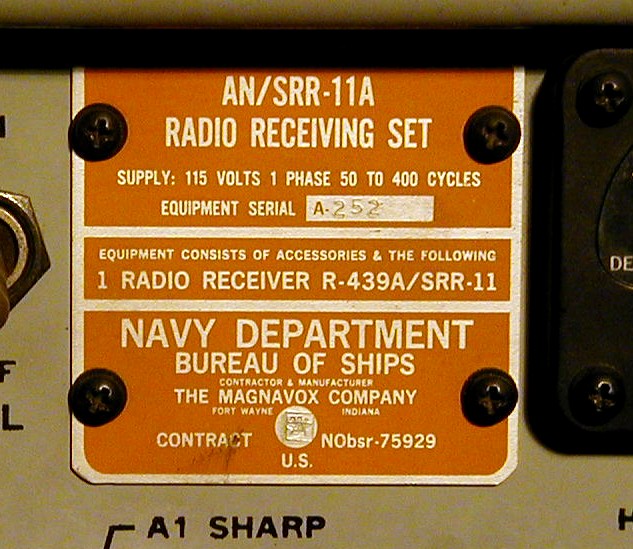 AN/SRR-11A
RADIO RECEIVING SET
SUPPLY: 115 VOLTS 1 PHASE 50 TO 400 CYCLES
EQUIPMENT SERIAL A-252
EQUIPMENT CONSISTS OF ACCESSORIES & THE FOLLOWING
1 RADIO RECEIVER R-439A/SRR-11
NAVY DEPARTMENT
BUREAU OF SHIPS
CONTRACTOR & MANUFACTURER
THE MAGNAVOX COMPANY
FORT WAYNE INDIANA
CONTRACT NObsr-75929
U.S.
A1 SHARP